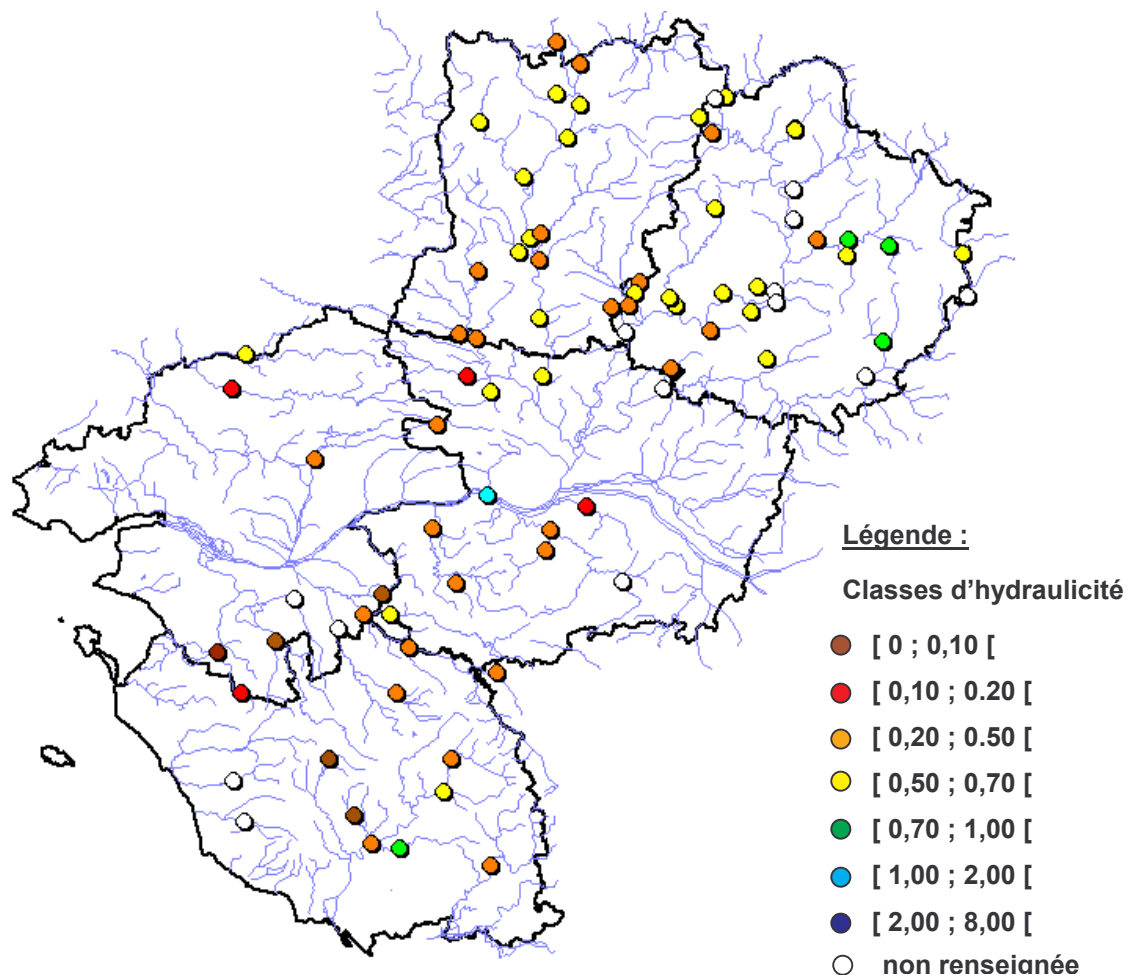 Légende :
Classes d'hydraulicité
[ 0 ; 0,10 [
[ 0,10 ; 0.20 [
[ 0,20 ; 0.50 [
[ 0,50 ; 0,70 [
[ 0,70 ; 1,00 [
[ 1,00 ; 2,00 [
[ 2,00 ; 8,00 [
non renseignée